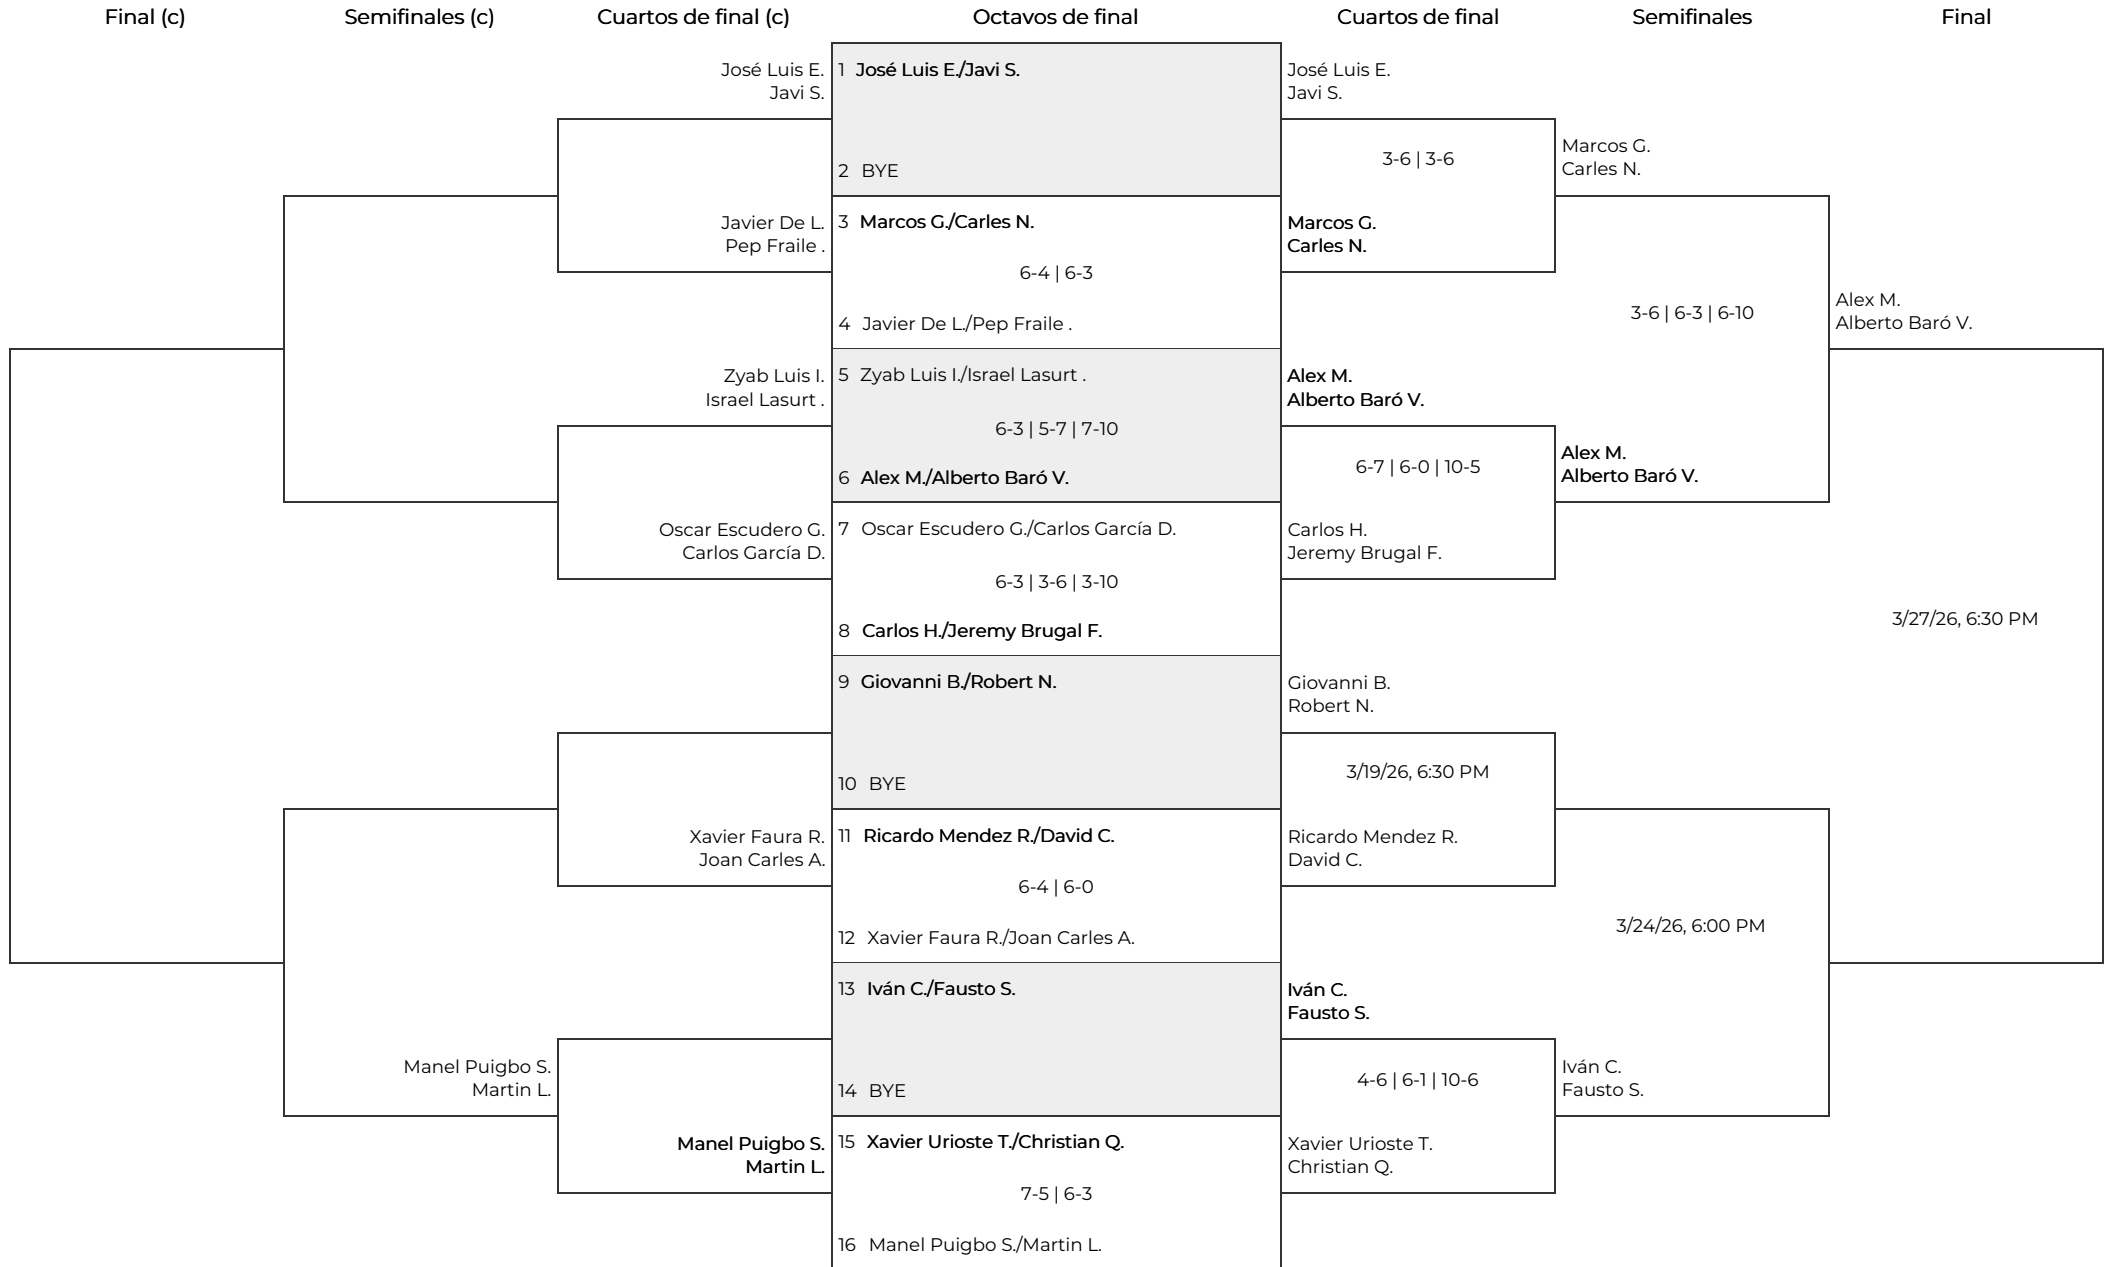 Final (c)
Semifinales (c)
Cuartos de final (c)
Octavos de final
Cuartos de final
Semifinales
Final
José Luis E.
Javi S.
Javier De L.
Pep Fraile .
Zyab Luis I.
Israel Lasurt .
Oscar Escudero G.
Carlos García D.
Xavier Faura R.
Joan Carles A.
Manel Puigbo S.
Martin L.
Manel Puigbo S.
Martin L.
1 José Luis E./Javi S.
2 BYE
3 Marcos G./Carles N.
6-4 | 6-3
4 Javier De L./Pep Fraile .
5 Zyab Luis I./Israel Lasurt .
6-3 | 5-7 | 7-10
6 Alex M./Alberto Baró V.
7 Oscar Escudero G./Carlos García D.
6-3 | 3-6 | 3-10
8 Carlos H./Jeremy Brugal F.
9 Giovanni B./Robert N.
10 BYE
11 Ricardo Mendez R./David C.
6-4 | 6-0
12 Xavier Faura R./Joan Carles A.
13 Iván C./Fausto S.
14 BYE
15 Xavier Urioste T./Christian Q.
7-5 | 6-3
16 Manel Puigbo S./Martin L.
José Luis E.
Javi S.
3-6 | 3-6
Marcos G.
Carles N.
Alex M.
Alberto Baró V.
6-7 | 6-0 | 10-5
Carlos H.
Jeremy Brugal F.
Giovanni B.
Robert N.
3/19/26, 6:30 PM
Ricardo Mendez R.
David C.
Iván C.
Fausto S.
4-6 | 6-1 | 10-6
Xavier Urioste T.
Christian Q.
Marcos G.
Carles N.
3-6 | 6-3 | 6-10
Alex M.
Alberto Baró V.
3/24/26, 6:00 PM
Iván C.
Fausto S.
Alex M.
Alberto Baró V.
3/27/26, 6:30 PM